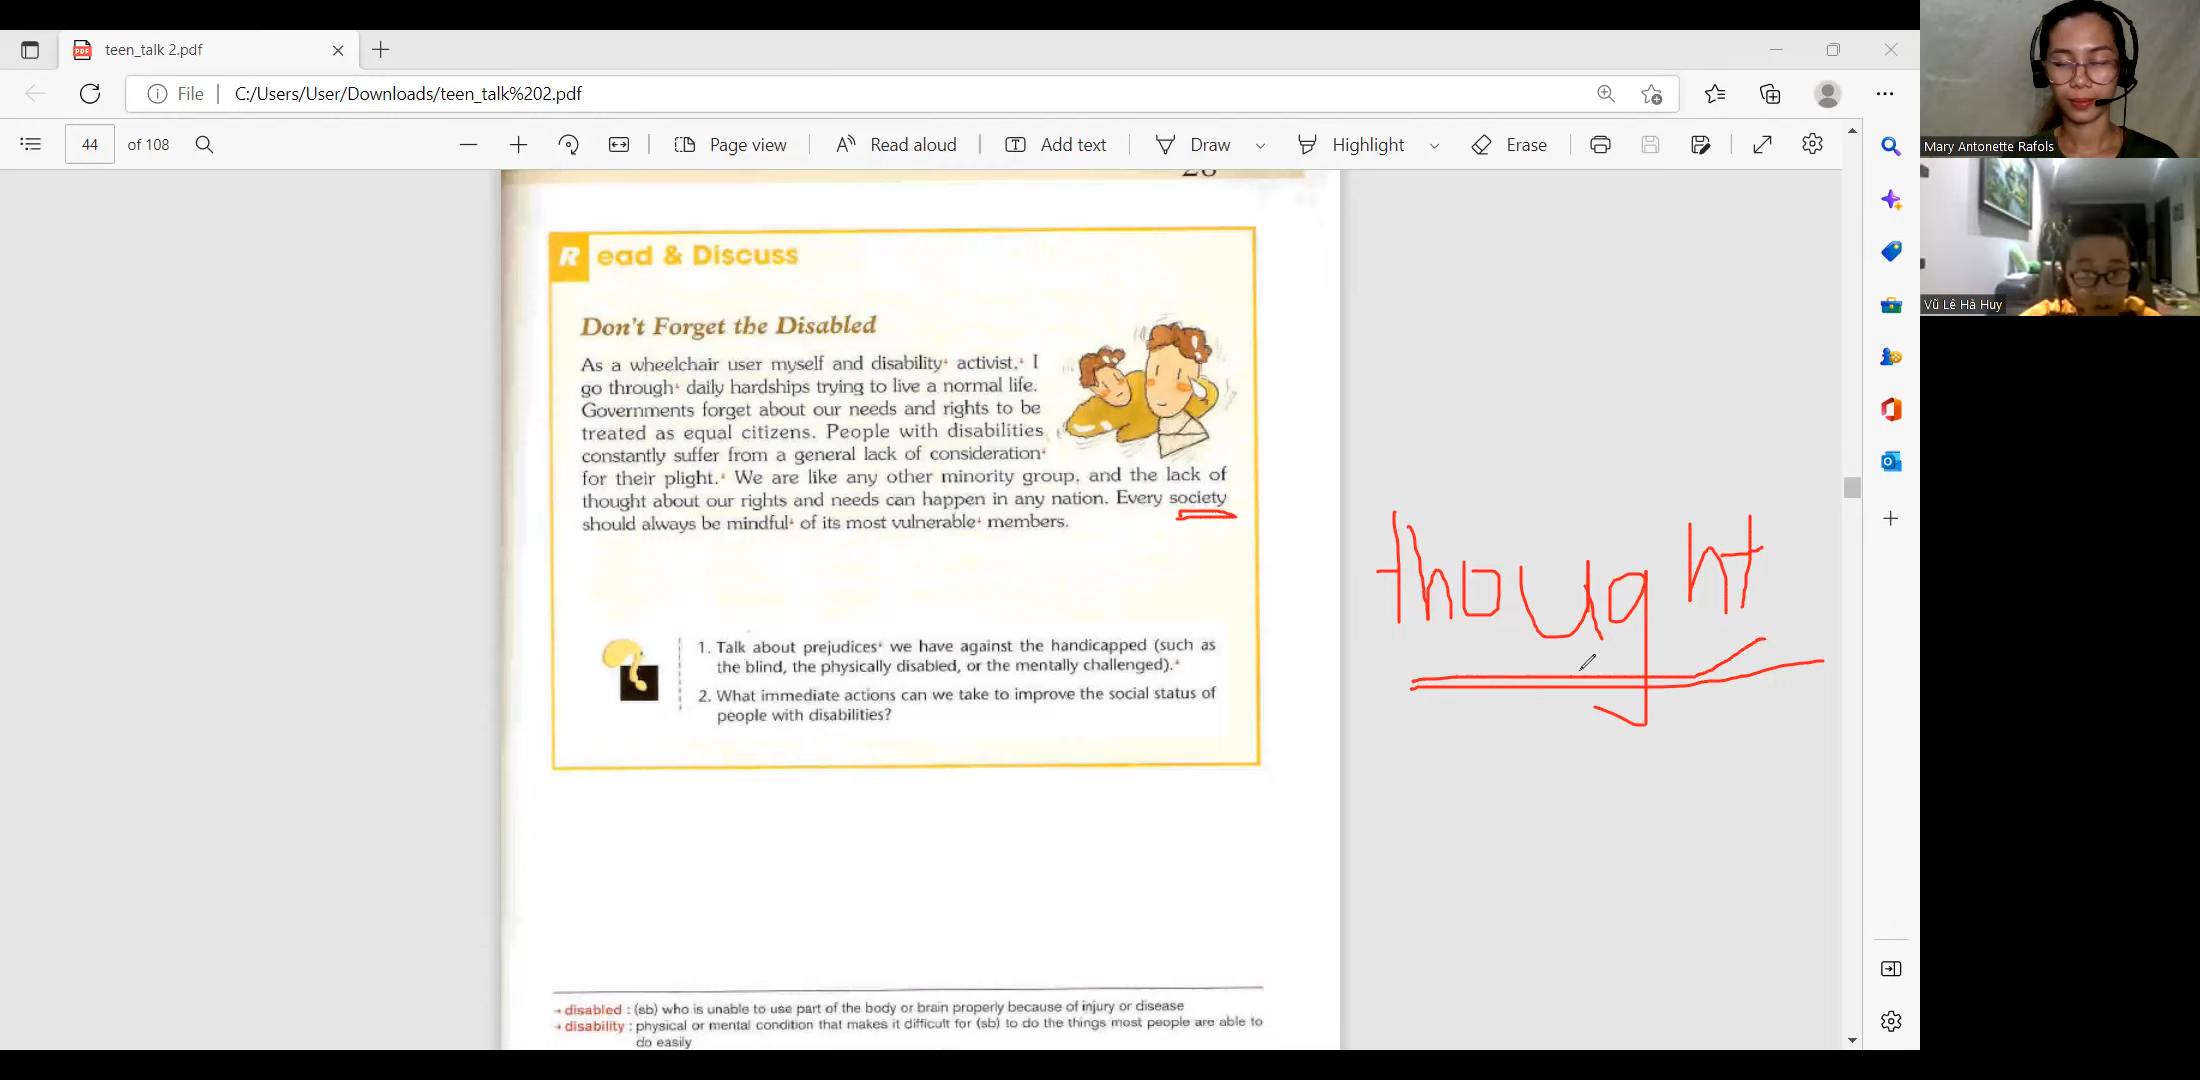 teen_talk 2.pdf
File C:/Users/User/Downloads/teen_talk%202.pdf
44 of 108 Page view Read aloud Add text Draw Highlight Erase
Mary Antonette Rafols
Vũ Lê Hà Huy
Read & Discuss
Don't Forget the Disabled
As a wheelchair user myself and disability activist, I
go through daily hardships trying to live a normal life.
Governments forget about our needs and rights to be
treated as equal citizens. People with disabilities
constantly suffer from a general lack of consideration
for their plight. We are like any other minority group, and the lack of
thought about our rights and needs can happen in any nation. Every society
should always be mindful of its most vulnerable members.
thought
1. Talk about prejudices we have against the handicapped (such as
the blind, the physically disabled, or the mentally challenged).
2. What immediate actions can we take to improve the social status of
people with disabilities?
disabled : (sb) who is unable to use part of the body or brain properly because of injury or disease
disability : physical or mental condition that makes it difficult for (sb) to do the things most people are able to
do easily